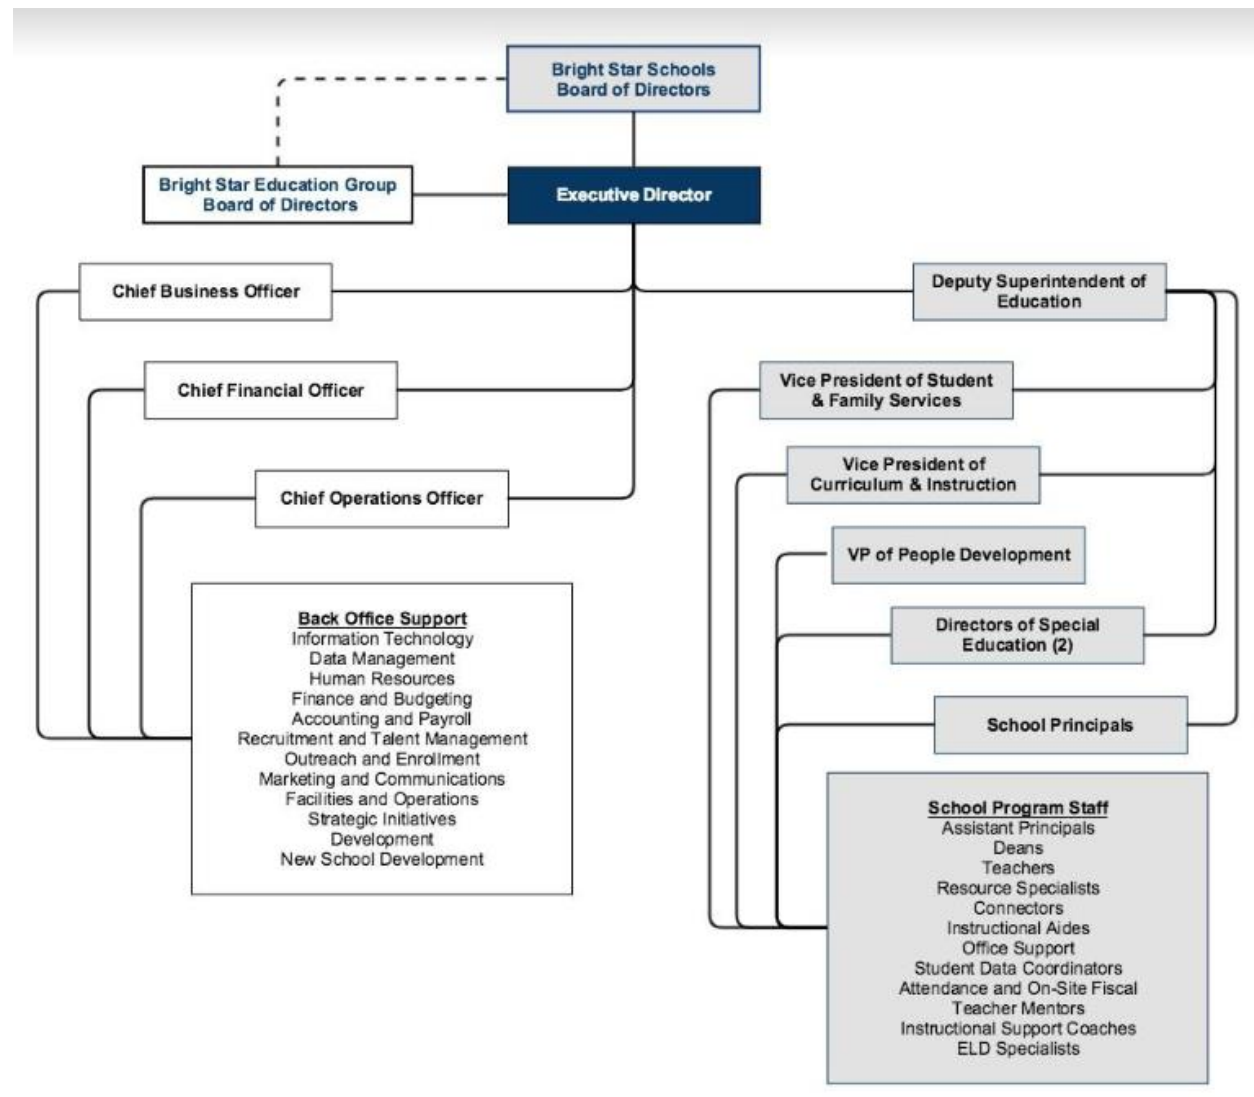 Bright Star Schools
Board of Directors
Bright Star Education Group
Board of Directors
Executive Director
Chief Business Officer
Deputy Superintendent of
Education
Chief Financial Officer
Vice President of Student
& Family Services
Vice President of
Curriculum & Instruction
Chief Operations Officer
VP of People Development
Directors of Special
Education (2)
School Principals
Back Office Support
Information Technology
Data Management
Human Resources
Finance and Budgeting
Accounting and Payroll
Recruitment and Talent Management
Outreach and Enrollment
Marketing and Communications
Facilities and Operations
Strategic Initiatives
Development
New School Development
School Program Staff
Assistant Principals
Deans
Teachers
Resource Specialists
Connectors
Instructional Aides
Office Support
Student Data Coordinators
Attendance and On-Site Fiscal
Teacher Mentors
Instructional Support Coaches
ELD Specialists